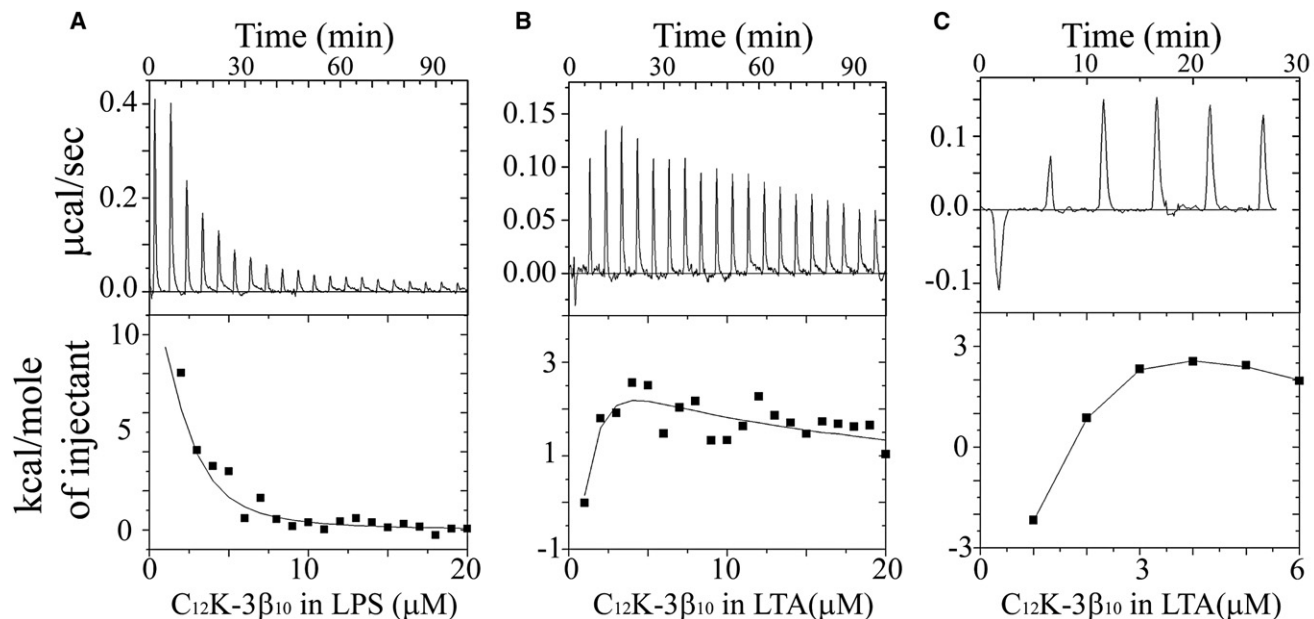 A
Time (min)
0 30 60 90
0.4
0.2
0.0
μcal/sec
10
5
0
kcal/mole
of injectant
0 10 20
C₁₂K-3β₁₀ in LPS (μM)
B
Time (min)
0 30 60 90
0.15
0.10
0.05
0.00
3
1
-1
0 10 20
C₁₂K-3β₁₀ in LTA(μM)
C
Time (min)
0 10 20 30
0.1
0.0
-0.1
3
0
-3
0 2 4 6
C₁₂K-3β₁₀ in LTA(μM)